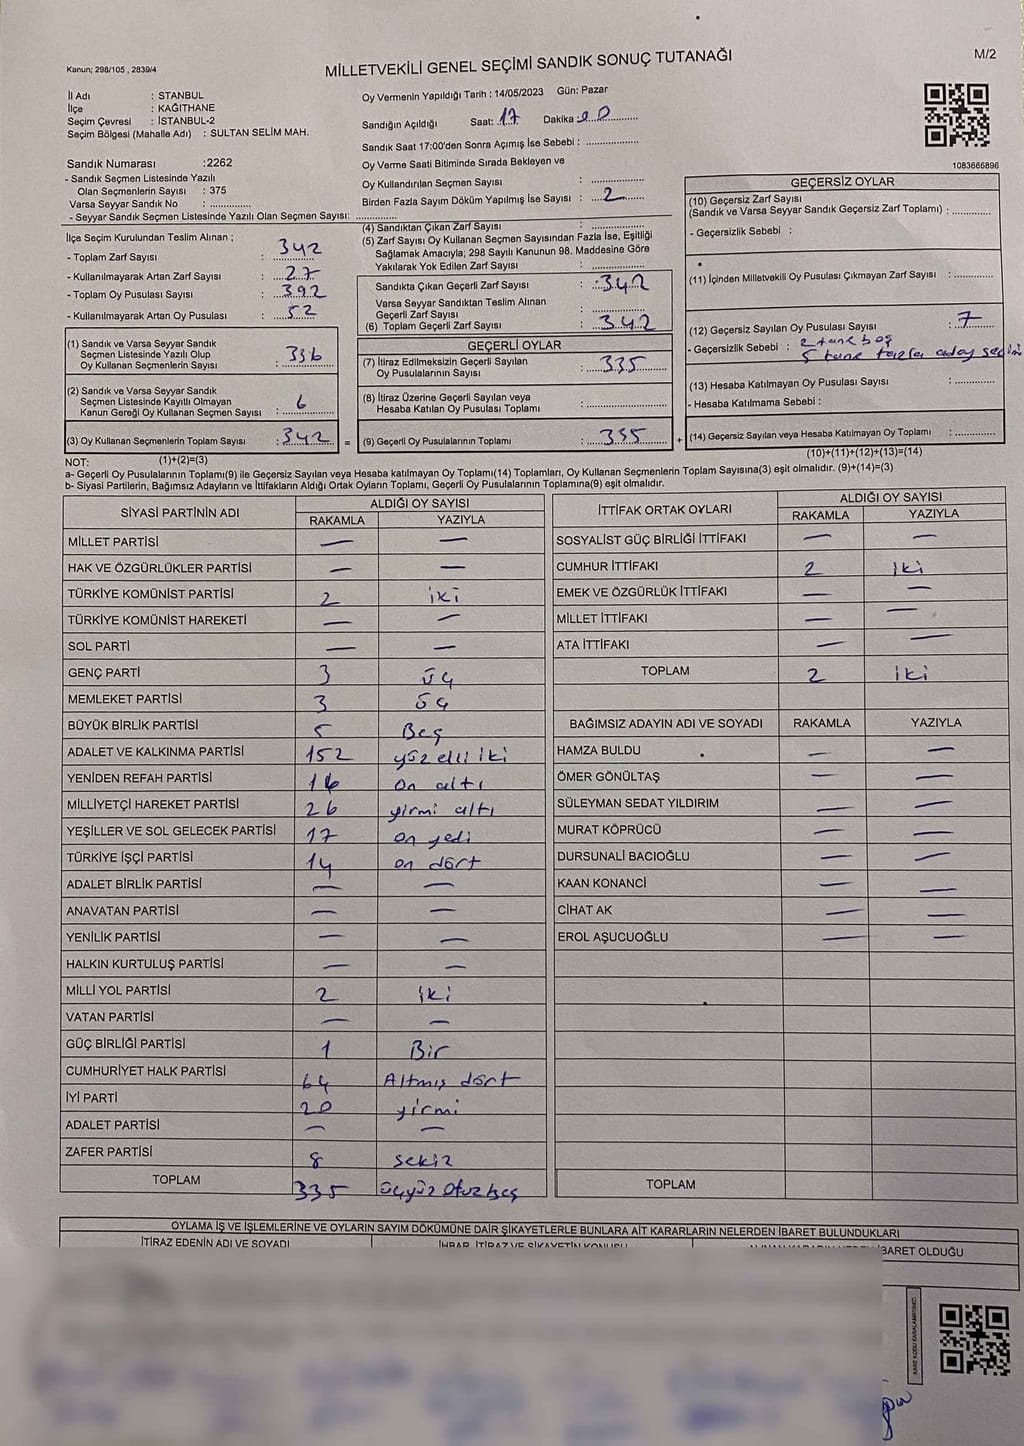 Kanun; 298/105 , 2839/4
MİLLETVEKİLİ GENEL SEÇİMİ SANDIK SONUÇ TUTANAĞI
M/2
İl Adı : STANBUL
İlçe : KAĞITHANE
Seçim Çevresi : İSTANBUL-2
Seçim Bölgesi (Mahalle Adı) : SULTAN SELİM MAH.
Sandık Numarası :2262
- Sandık Seçmen Listesinde Yazılı
Olan Seçmenlerin Sayısı : 375
Varsa Seyyar Sandık No : ..............
- Seyyar Sandık Seçmen Listesinde Yazılı Olan Seçmen Sayısı: ..............
Oy Vermenin Yapıldığı Tarih : 14/05/2023 Gün: Pazar
Sandığın Açıldığı Saat: 17 Dakika 00
Sandık Saat 17:00'den Sonra Açımış İse Sebebi : ..............
Oy Verme Saati Bitiminde Sırada Bekleyen ve
Oy Kullandırılan Seçmen Sayısı : ..............
Birden Fazla Sayım Döküm Yapılmış İse Sayısı : 2
1083666896
İlçe Seçim Kurulundan Teslim Alınan ;
- Toplam Zarf Sayısı : 342
- Kullanılmayarak Artan Zarf Sayısı : 27
- Toplam Oy Pusulası Sayısı : 392
- Kullanılmayarak Artan Oy Pusulası : 52
(4) Sandıktan Çıkan Zarf Sayısı : ..............
(5) Zarf Sayısı Oy Kullanan Seçmen Sayısından Fazla İse, Eşitliği
Sağlamak Amacıyla; 298 Sayılı Kanunun 98. Maddesine Göre
Yakılarak Yok Edilen Zarf Sayısı : ..............
Sandıkta Çıkan Geçerli Zarf Sayısı : 342
Varsa Seyyar Sandıktan Teslim Alınan
Geçerli Zarf Sayısı : ..............
(6) Toplam Geçerli Zarf Sayısı : 342
GEÇERSİZ OYLAR
(10) Geçersiz Zarf Sayısı
(Sandık ve Varsa Seyyar Sandık Geçersiz Zarf Toplamı) : ..............
- Geçersizlik Sebebi :
(11) İçinden Milletvekili Oy Pusulası Çıkmayan Zarf Sayısı : ..............
(12) Geçersiz Sayılan Oy Pusulası Sayısı : 7
- Geçersizlik Sebebi : 2 tane boş
5 tane fazla aday seçimi
(13) Hesaba Katılmayan Oy Pusulası Sayısı : ..............
- Hesaba Katılmama Sebebi :
(14) Geçersiz Sayılan veya Hesaba Katılmayan Oy Toplamı : ..............
(10)+(11)+(12)+(13)=(14)
(1) Sandık ve Varsa Seyyar Sandık
Seçmen Listesinde Yazılı Olup
Oy Kullanan Seçmenlerin Sayısı : 336
(2) Sandık ve Varsa Seyyar Sandık
Seçmen Listesinde Kayıtlı Olmayan
Kanun Gereği Oy Kullanan Seçmen Sayısı : 6
(3) Oy Kullanan Seçmenlerin Toplam Sayısı : 342 =
GEÇERLİ OYLAR
(7) İtiraz Edilmeksizin Geçerli Sayılan
Oy Pusulalarının Sayısı : 335
(8) İtiraz Üzerine Geçerli Sayılan veya
Hesaba Katılan Oy Pusulası Toplamı : ..............
(9) Geçerli Oy Pusulalarının Toplamı : 335 +
NOT: (1)+(2)=(3)
a- Geçerli Oy Pusulalarının Toplamı(9) ile Geçersiz Sayılan veya Hesaba katılmayan Oy Toplamı(14) Toplamları, Oy Kullanan Seçmenlerin Toplam Sayısına(3) eşit olmalıdır. (9)+(14)=(3)
b- Siyasi Partilerin, Bağımsız Adayların ve İttifakların Aldığı Ortak Oyların Toplamı, Geçerli Oy Pusulalarının Toplamına(9) eşit olmalıdır.
SİYASİ PARTİNİN ADI ALDIĞI OY SAYISI
RAKAMLA YAZIYLA
MİLLET PARTİSİ — —
HAK VE ÖZGÜRLÜKLER PARTİSİ — —
TÜRKİYE KOMÜNİST PARTİSİ 2 iki
TÜRKİYE KOMÜNİST HAREKETİ — —
SOL PARTİ — —
GENÇ PARTİ 3 üç
MEMLEKET PARTİSİ 3 üç
BÜYÜK BİRLİK PARTİSİ 5 Beş
ADALET VE KALKINMA PARTİSİ 152 yüz elli iki
YENİDEN REFAH PARTİSİ 16 on altı
MİLLİYETÇİ HAREKET PARTİSİ 26 yirmi altı
YEŞİLLER VE SOL GELECEK PARTİSİ 17 on yedi
TÜRKİYE İŞÇİ PARTİSİ 14 on dört
ADALET BİRLİK PARTİSİ — —
ANAVATAN PARTİSİ — —
YENİLİK PARTİSİ — —
HALKIN KURTULUŞ PARTİSİ — —
MİLLİ YOL PARTİSİ 2 iki
VATAN PARTİSİ — —
GÜÇ BİRLİĞİ PARTİSİ 1 Bir
CUMHURİYET HALK PARTİSİ 64 Altmış dört
İYİ PARTİ 20 yirmi
ADALET PARTİSİ — —
ZAFER PARTİSİ 8 sekiz
TOPLAM 335 üçyüz otuz beş
İTTİFAK ORTAK OYLARI ALDIĞI OY SAYISI
RAKAMLA YAZIYLA
SOSYALİST GÜÇ BİRLİĞİ İTTİFAKI — —
CUMHUR İTTİFAKI 2 iki
EMEK VE ÖZGÜRLÜK İTTİFAKI — —
MİLLET İTTİFAKI — —
ATA İTTİFAKI — —
TOPLAM 2 iki
BAĞIMSIZ ADAYIN ADI VE SOYADI RAKAMLA YAZIYLA
HAMZA BULDU — —
ÖMER GÖNÜLTAŞ — —
SÜLEYMAN SEDAT YILDIRIM — —
MURAT KÖPRÜCÜ — —
DURSUNALİ BACIOĞLU — —
KAAN KONANCİ — —
CİHAT AK — —
EROL AŞUCUOĞLU — —
TOPLAM
OYLAMA İŞ VE İŞLEMLERİNE VE OYLARIN SAYIM DÖKÜMÜNE DAİR ŞİKAYETLERLE BUNLARA AİT KARARLARIN NELERDEN İBARET BULUNDUKLARI
İTİRAZ EDENİN ADI VE SOYADI İHBAR, İTİRAZ VE ŞİKAYETİN KONUSU BARET OLDUĞU
KARE KODU KARALAMAYINIZ!